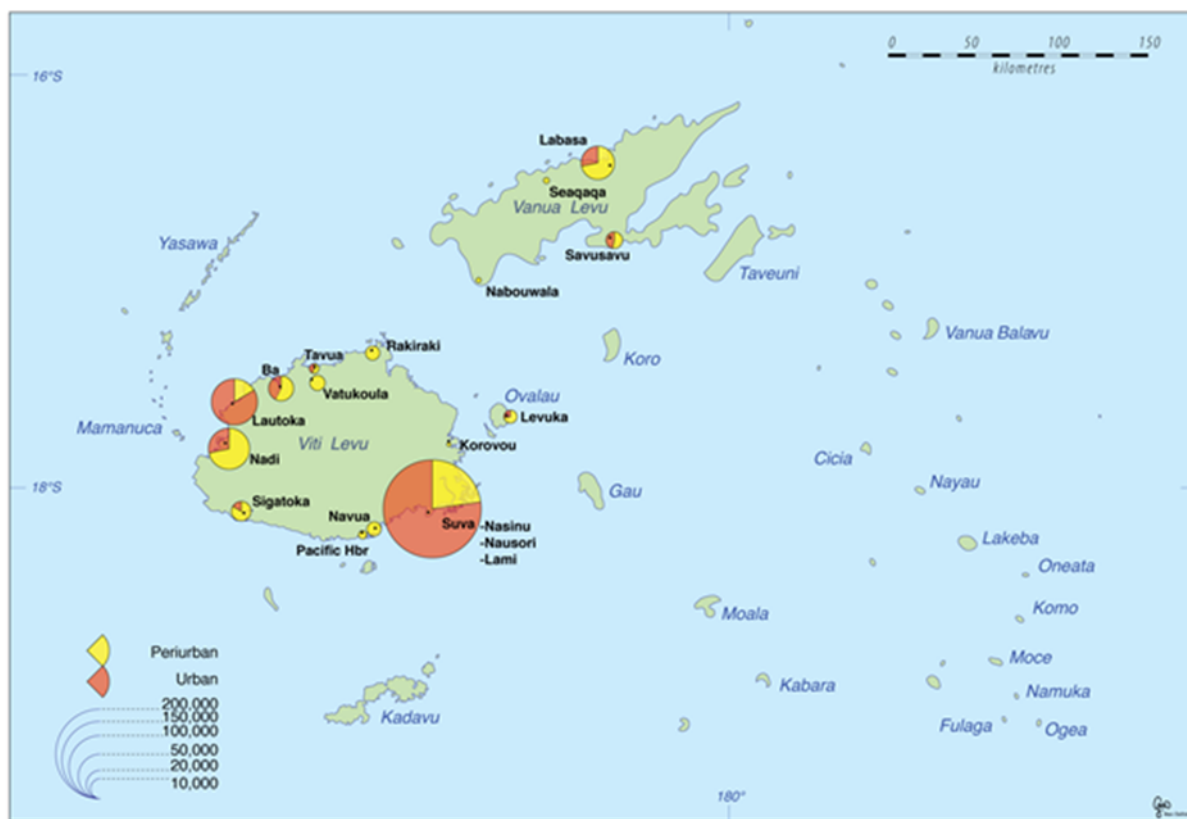 0 50 100 150
kilometres
16°S
Labasa
Seaqaqa
Vanua Levu
Yasawa
Savusavu
Taveuni
Nabouwala
Vanua Balavu
Rakiraki
Tavua
Koro
Ba
Vatukoula
Ovalau
Lautoka
Levuka
Mamanuca
Viti Levu
Korovou
Nadi
Cicia
Nayau
18°S
Gau
Sigatoka
Navua
Suva -Nasinu
-Nausori
-Lami
Pacific Hbr
Lakeba
Oneata
Komo
Moala
Periurban
Moce
Urban
Kabara
Namuka
200,000
150,000
Kadavu
Fulaga
Ogea
100,000
50,000
20,000
10,000
180°